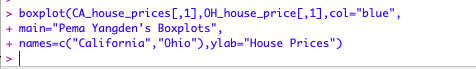 > boxplot(CA_house_prices[,1],OH_house_price[,1],col="blue",
+ main="Pema Yangden's Boxplots",
+ names=c("California","Ohio"),ylab="House Prices")
>